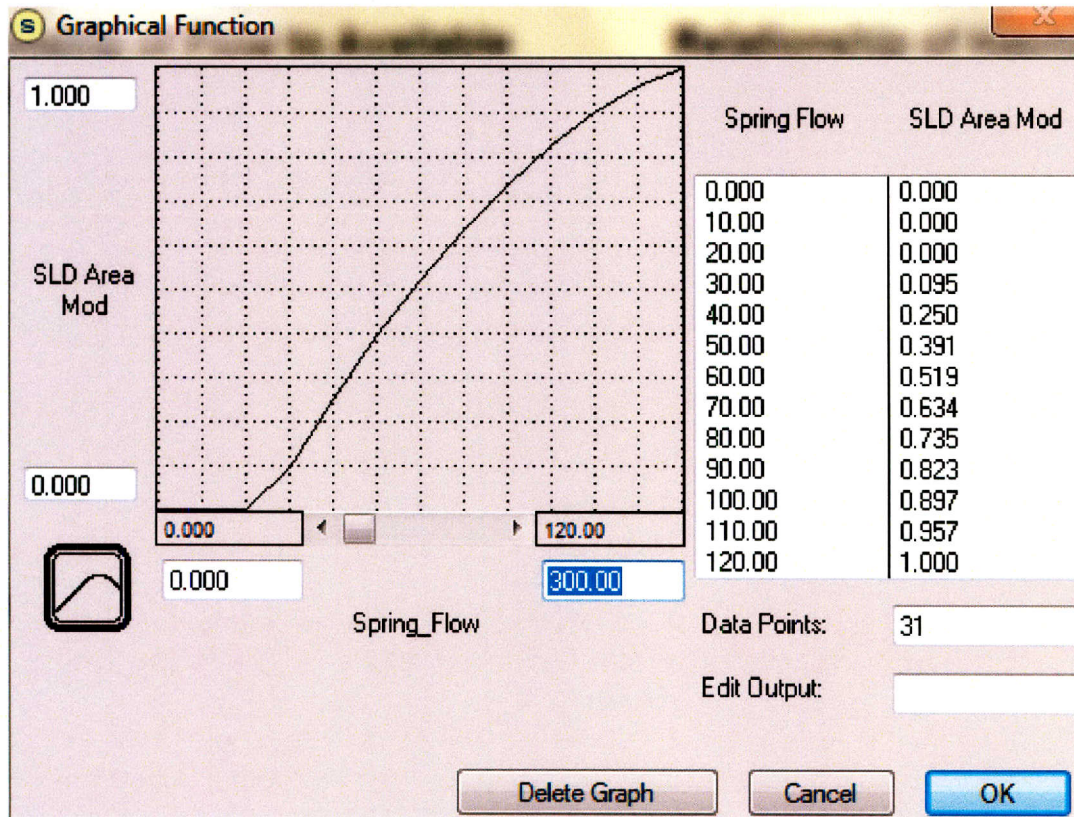 S Graphical Function
X
1.000
SLD Area
Mod
0.000
0.000 120.00
0.000 300.00
Spring_Flow
Spring Flow SLD Area Mod
0.000 0.000
10.00 0.000
20.00 0.000
30.00 0.095
40.00 0.250
50.00 0.391
60.00 0.519
70.00 0.634
80.00 0.735
90.00 0.823
100.00 0.897
110.00 0.957
120.00 1.000
Data Points: 31
Edit Output:
Delete Graph Cancel OK